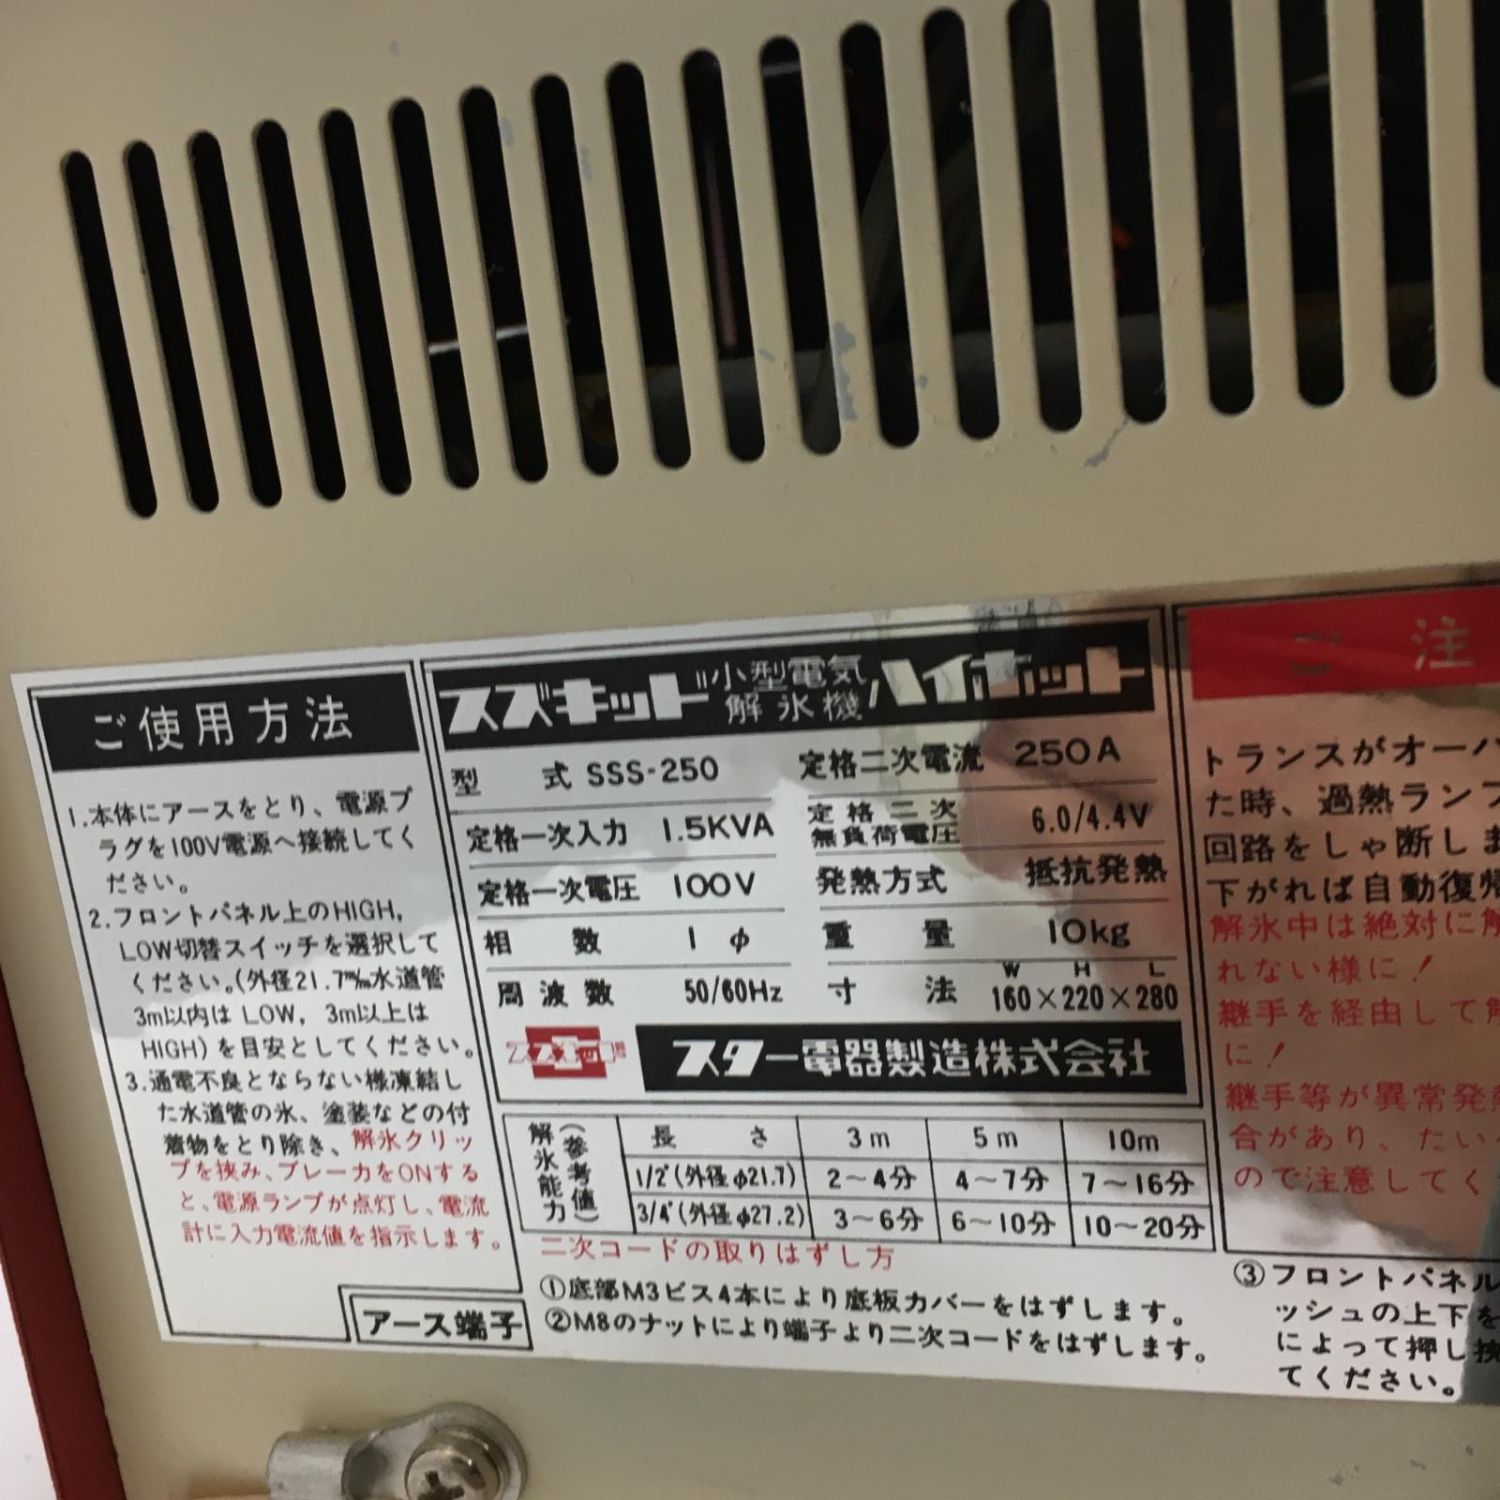 ご使用方法
1.本体にアースをとり、電源プ
ラグを100V電源へ接続してく
ださい。
2.フロントパネル上のHIGH,
LOW切替スイッチを選択して
ください。(外径21.7m/m水道管
3m以内は LOW, 3m以上は
HIGH)を目安としてください。
3.通電不良とならない様凍結し
た水道管の氷、塗装などの付
着物をとり除き、解氷クリッ
プを挟み、ブレーカをONする
と、電源ランプが点灯し、電流
計に入力電流値を指示します。
アース端子
スズキッド 小型電気解氷機 ハイホット
型式 SSS-250
定格二次電流 250A
定格一次入力 1.5KVA
定格二次無負荷電圧 6.0/4.4V
定格一次電圧 100V
発熱方式 抵抗発熱
相数 1 φ
重量 10kg
周波数 50/60Hz
寸法 W160×H220×L280
スズキッド
スター電器製造株式会社
解氷能力(参考値)
長さ 3m 5m 10m
1/2"(外径φ21.7) 2～4分 4～7分 7～16分
3/4"(外径φ27.2) 3～6分 6～10分 10～20分
二次コードの取りはずし方
①底部M3ビス4本により底板カバーをはずします。
②M8のナットにより端子より二次コードをはずします。
③フロントパネル
ッシュの上下を
によって押し挟
てください。
ご注
トランスがオーバ
た時、過熱ランプ
回路をしゃ断しま
下がれば自動復帰
解氷中は絶対に解
れない様に!
継手を経由して解
に!
継手等が異常発熱
合があり、たい
ので注意してく